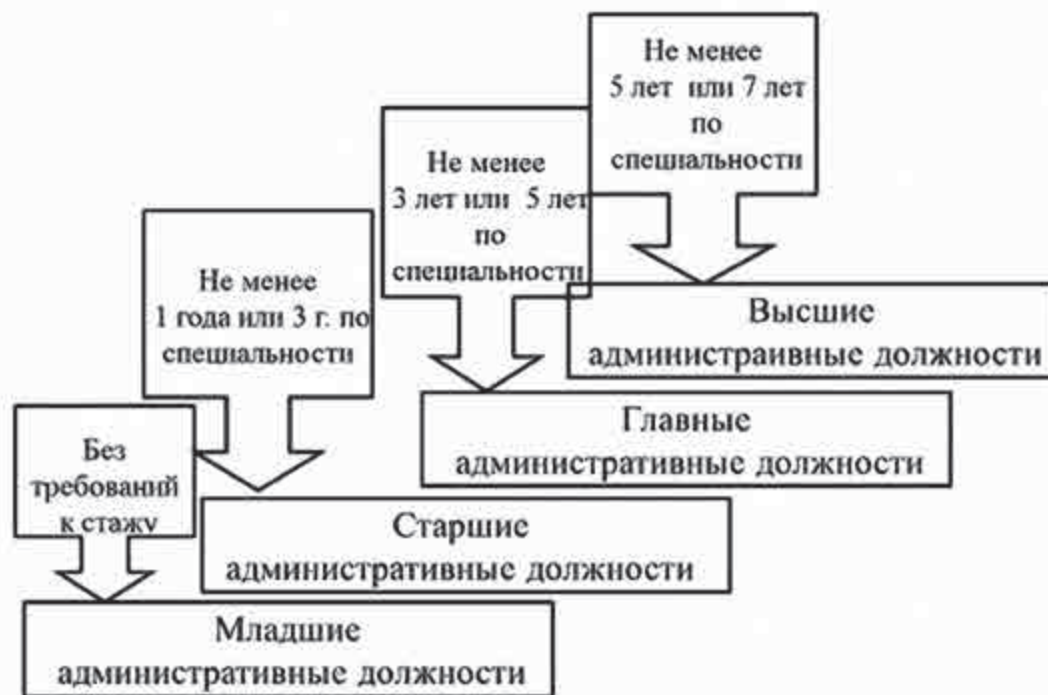 Не менее
5 лет или 7 лет
по
специальности
Не менее
3 лет или 5 лет
по
специальности
Не менее
1 года или 3 г. по
специальности
Без
требований
к стажу
Высшие
администраивные должности
Главные
административные должности
Старшие
административные должности
Младшие
административные должности